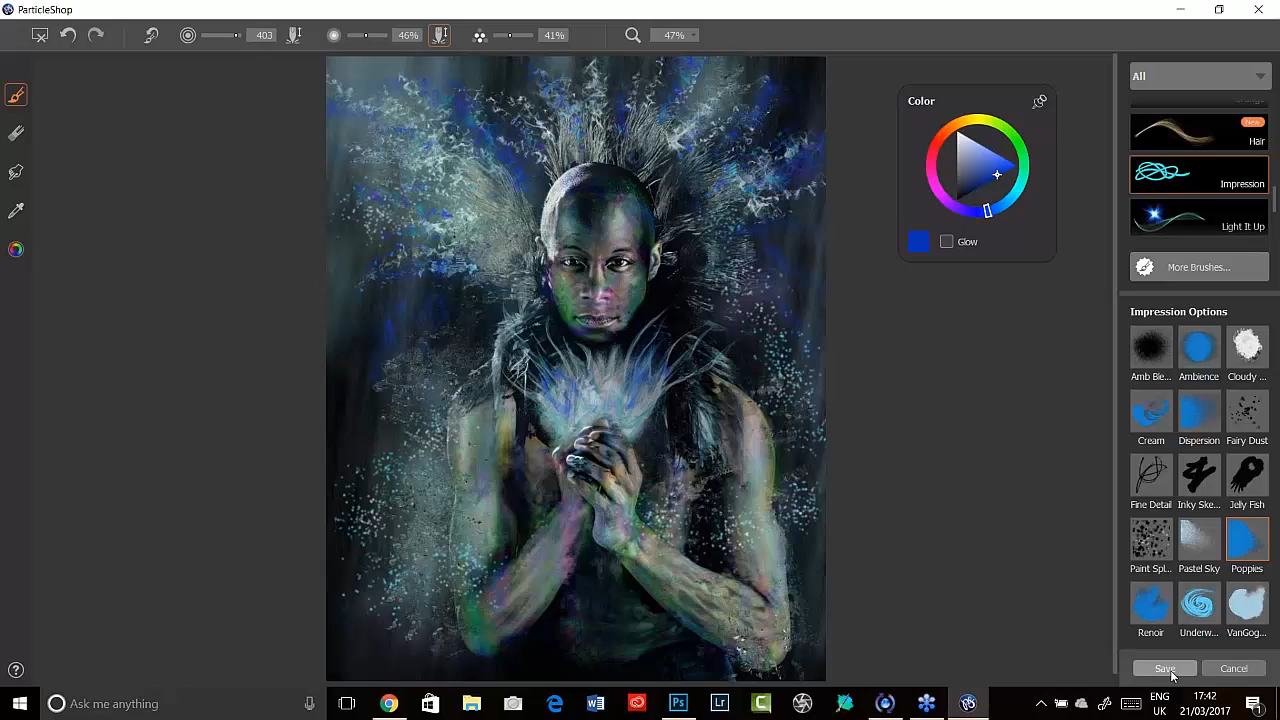 ParticleShop
403
46%
41%
47%
Color
Glow
All
New
Hair
Impression
Light It Up
More Brushes...
Impression Options
Amb Ble...
Ambience
Cloudy ...
Cream
Dispersion
Fairy Dust
Fine Detail
Inky Ske...
Jelly Fish
Paint Spl...
Pastel Sky
Poppies
Renoir
Underw...
VanGog...
Save
Cancel
Ask me anything
Ps
Lr
ENG
UK
17:42
21/03/2017